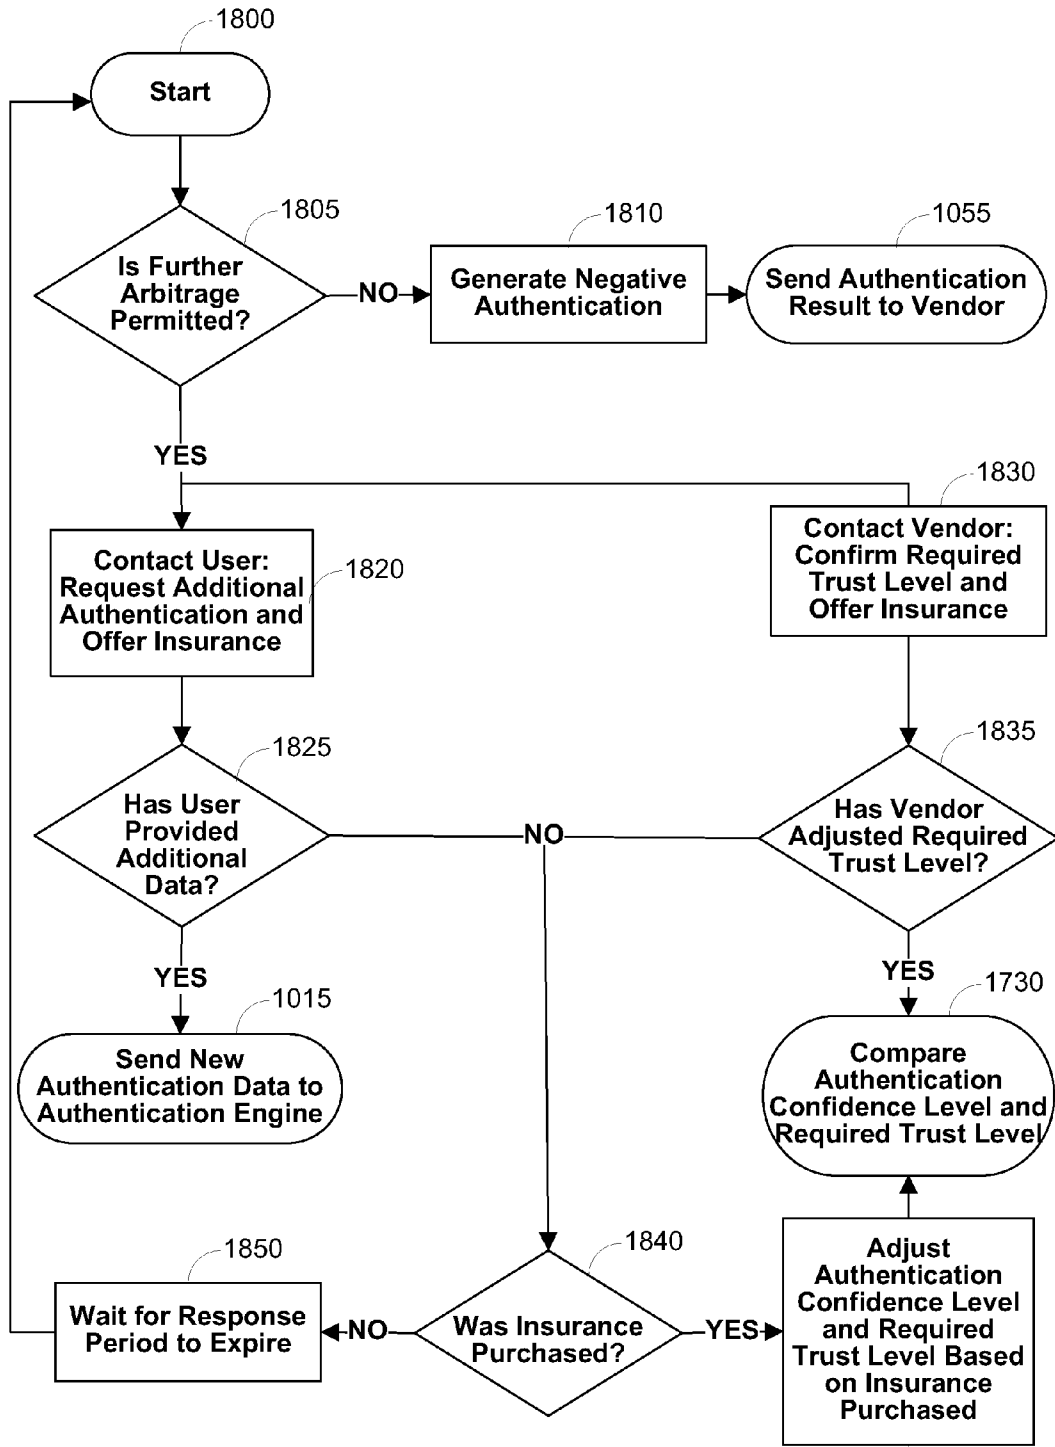 1800
Start
1805
Is Further
Arbitrage
Permitted?
NO
1810
Generate Negative
Authentication
1055
Send Authentication
Result to Vendor
YES
1820
Contact User:
Request Additional
Authentication and
Offer Insurance
1830
Contact Vendor:
Confirm Required
Trust Level and
Offer Insurance
1825
Has User
Provided
Additional
Data?
NO
1835
Has Vendor
Adjusted Required
Trust Level?
YES
1015
Send New
Authentication Data to
Authentication Engine
YES
1730
Compare
Authentication
Confidence Level and
Required Trust Level
1850
Wait for Response
Period to Expire
NO
1840
Was Insurance
Purchased?
YES
Adjust
Authentication
Confidence Level
and Required
Trust Level Based
on Insurance
Purchased